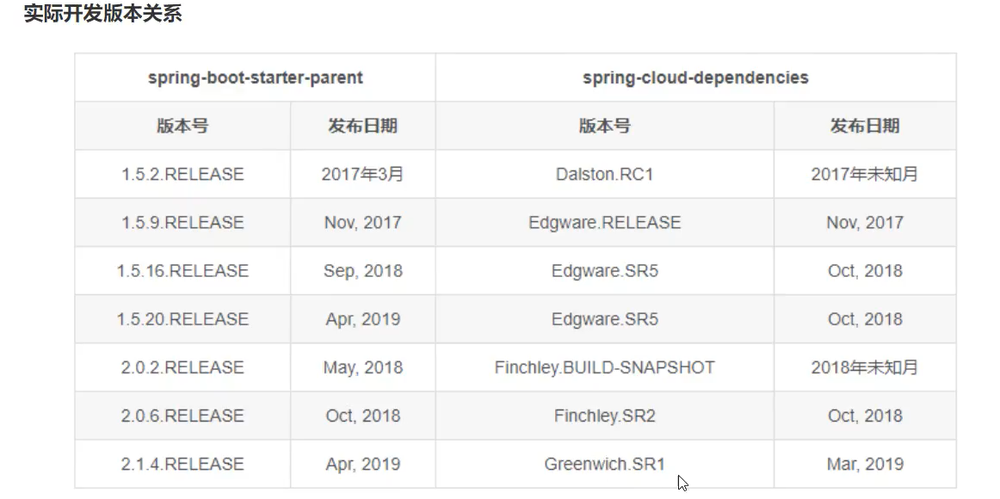 实际开发版本关系
spring-boot-starter-parent spring-cloud-dependencies
版本号 发布日期 版本号 发布日期
1.5.2.RELEASE 2017年3月 Dalston.RC1 2017年未知月
1.5.9.RELEASE Nov, 2017 Edgware.RELEASE Nov, 2017
1.5.16.RELEASE Sep, 2018 Edgware.SR5 Oct, 2018
1.5.20.RELEASE Apr, 2019 Edgware.SR5 Oct, 2018
2.0.2.RELEASE May, 2018 Finchley.BUILD-SNAPSHOT 2018年未知月
2.0.6.RELEASE Oct, 2018 Finchley.SR2 Oct, 2018
2.1.4.RELEASE Apr, 2019 Greenwich.SR1 Mar, 2019